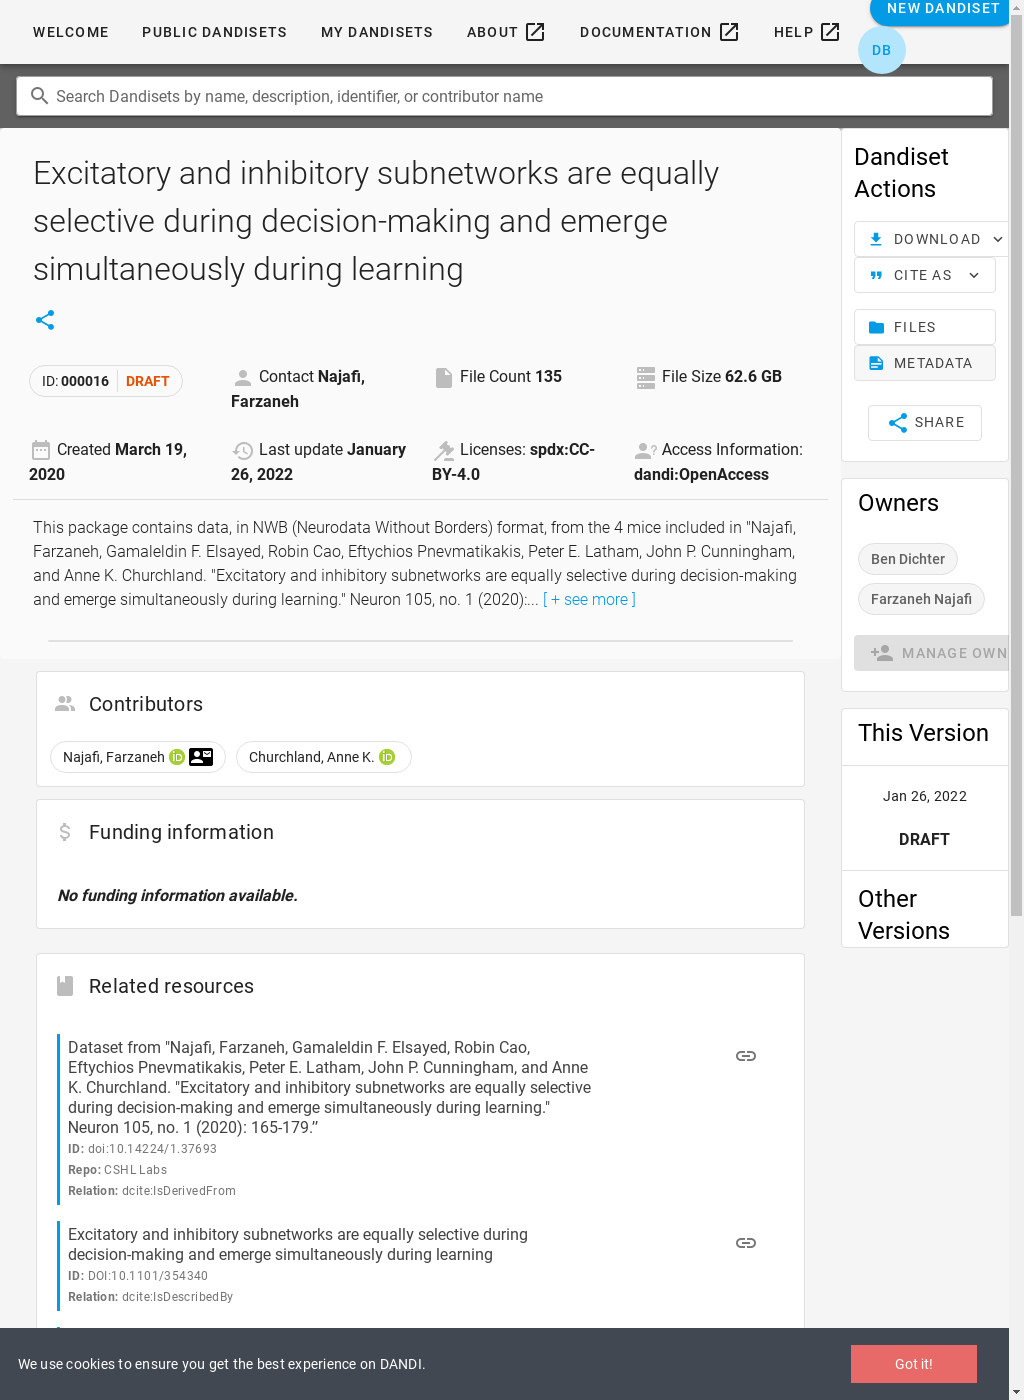 WELCOME
PUBLIC DANDISETS
MY DANDISETS
ABOUT
DOCUMENTATION
HELP
NEW DANDISET
DB
Search Dandisets by name, description, identifier, or contributor name
Excitatory and inhibitory subnetworks are equally
selective during decision-making and emerge
simultaneously during learning
ID: 000016 DRAFT
Contact Najafi,
Farzaneh
File Count 135
File Size 62.6 GB
Created March 19,
2020
Last update January
26, 2022
Licenses: spdx:CC-
BY-4.0
Access Information:
dandi:OpenAccess
This package contains data, in NWB (Neurodata Without Borders) format, from the 4 mice included in "Najafi,
Farzaneh, Gamaleldin F. Elsayed, Robin Cao, Eftychios Pnevmatikakis, Peter E. Latham, John P. Cunningham,
and Anne K. Churchland. "Excitatory and inhibitory subnetworks are equally selective during decision-making
and emerge simultaneously during learning." Neuron 105, no. 1 (2020):... [ + see more ]
Contributors
Najafi, Farzaneh iD
Churchland, Anne K. iD
Funding information
No funding information available.
Related resources
Dataset from "Najafi, Farzaneh, Gamaleldin F. Elsayed, Robin Cao,
Eftychios Pnevmatikakis, Peter E. Latham, John P. Cunningham, and Anne
K. Churchland. "Excitatory and inhibitory subnetworks are equally selective
during decision-making and emerge simultaneously during learning."
Neuron 105, no. 1 (2020): 165-179.”
ID: doi:10.14224/1.37693
Repo: CSHL Labs
Relation: dcite:IsDerivedFrom
Excitatory and inhibitory subnetworks are equally selective during
decision-making and emerge simultaneously during learning
ID: DOI:10.1101/354340
Relation: dcite:IsDescribedBy
Dandiset
Actions
DOWNLOAD
CITE AS
FILES
METADATA
SHARE
Owners
Ben Dichter
Farzaneh Najafi
MANAGE OWN
This Version
Jan 26, 2022
DRAFT
Other
Versions
We use cookies to ensure you get the best experience on DANDI.
Got it!